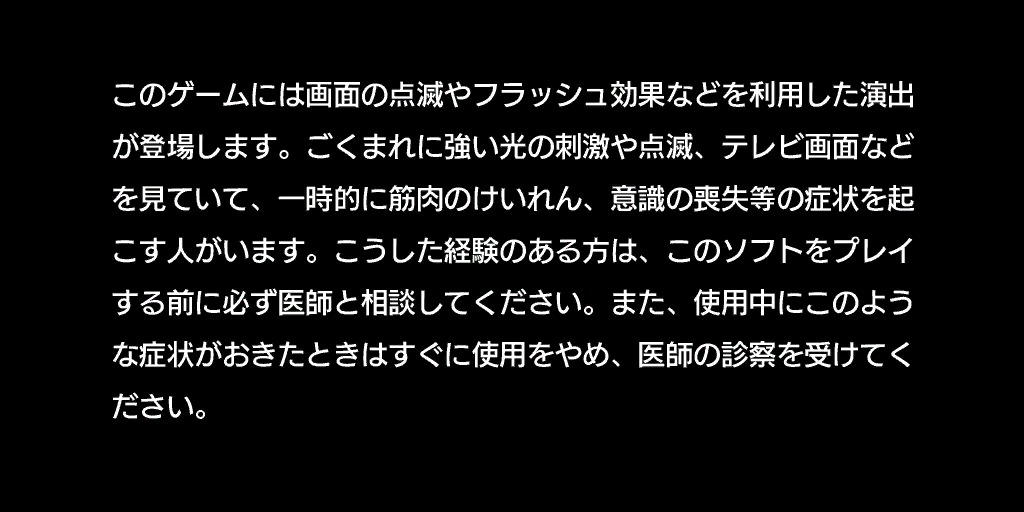 このゲームには画面の点滅やフラッシュ効果などを利用した演出
が登場します。ごくまれに強い光の刺激や点滅、テレビ画面など
を見ていて、一時的に筋肉のけいれん、意識の喪失等の症状を起
こす人がいます。こうした経験のある方は、このソフトをプレイ
する前に必ず医師と相談してください。また、使用中にこのよう
な症状がおきたときはすぐに使用をやめ、医師の診察を受けてく
ださい。